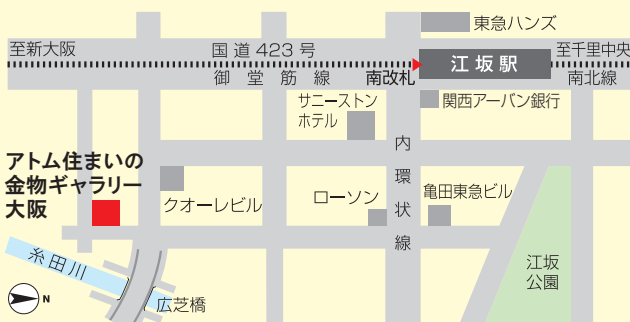 東急ハンズ
至新大阪
国道423号
至千里中央
江坂駅
御堂筋線
南改札
南北線
サニーストン
ホテル
関西アーバン銀行
内環状線
アトム住まいの
金物ギャラリー
大阪
クオーレビル
ローソン
亀田東急ビル
糸田川
江坂
公園
広芝橋
N